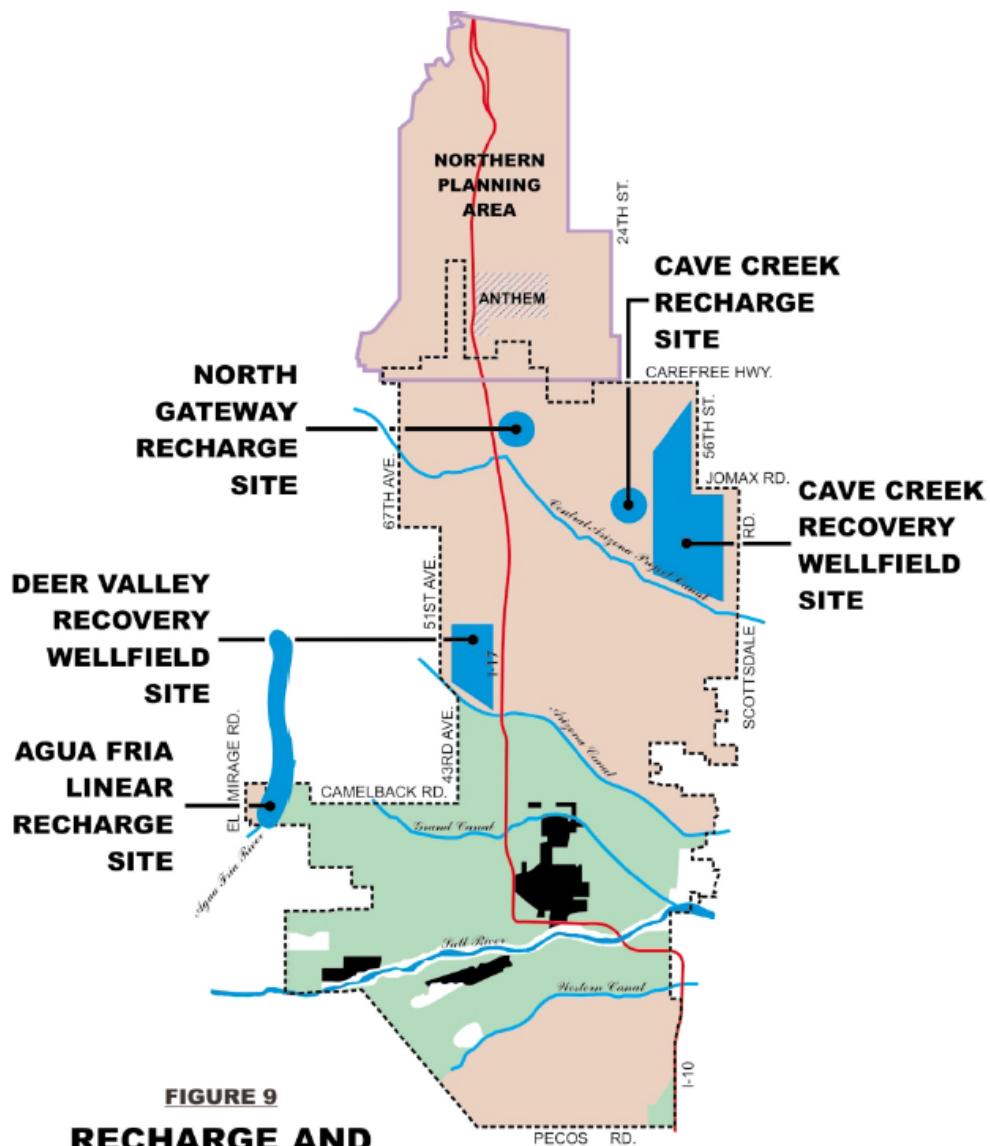 NORTHERN
PLANNING
AREA
24TH ST.
ANTHEM
CAVE CREEK
RECHARGE
SITE
CAREFREE HWY.
NORTH
GATEWAY
RECHARGE
SITE
67TH AVE.
56TH ST.
JOMAX RD.
Central Arizona Project Canal
CAVE CREEK
RECOVERY
WELLFIELD
SITE
SCOTTSDALE RD.
DEER VALLEY
RECOVERY
WELLFIELD
SITE
51ST AVE.
I-17
43RD AVE.
Arizona Canal
EL MIRAGE RD.
AGUA FRIA
LINEAR
RECHARGE
SITE
CAMELBACK RD.
Grand Canal
Agua Fria River
Salt River
Western Canal
I-10
PECOS RD.
FIGURE 9
RECHARGE AND